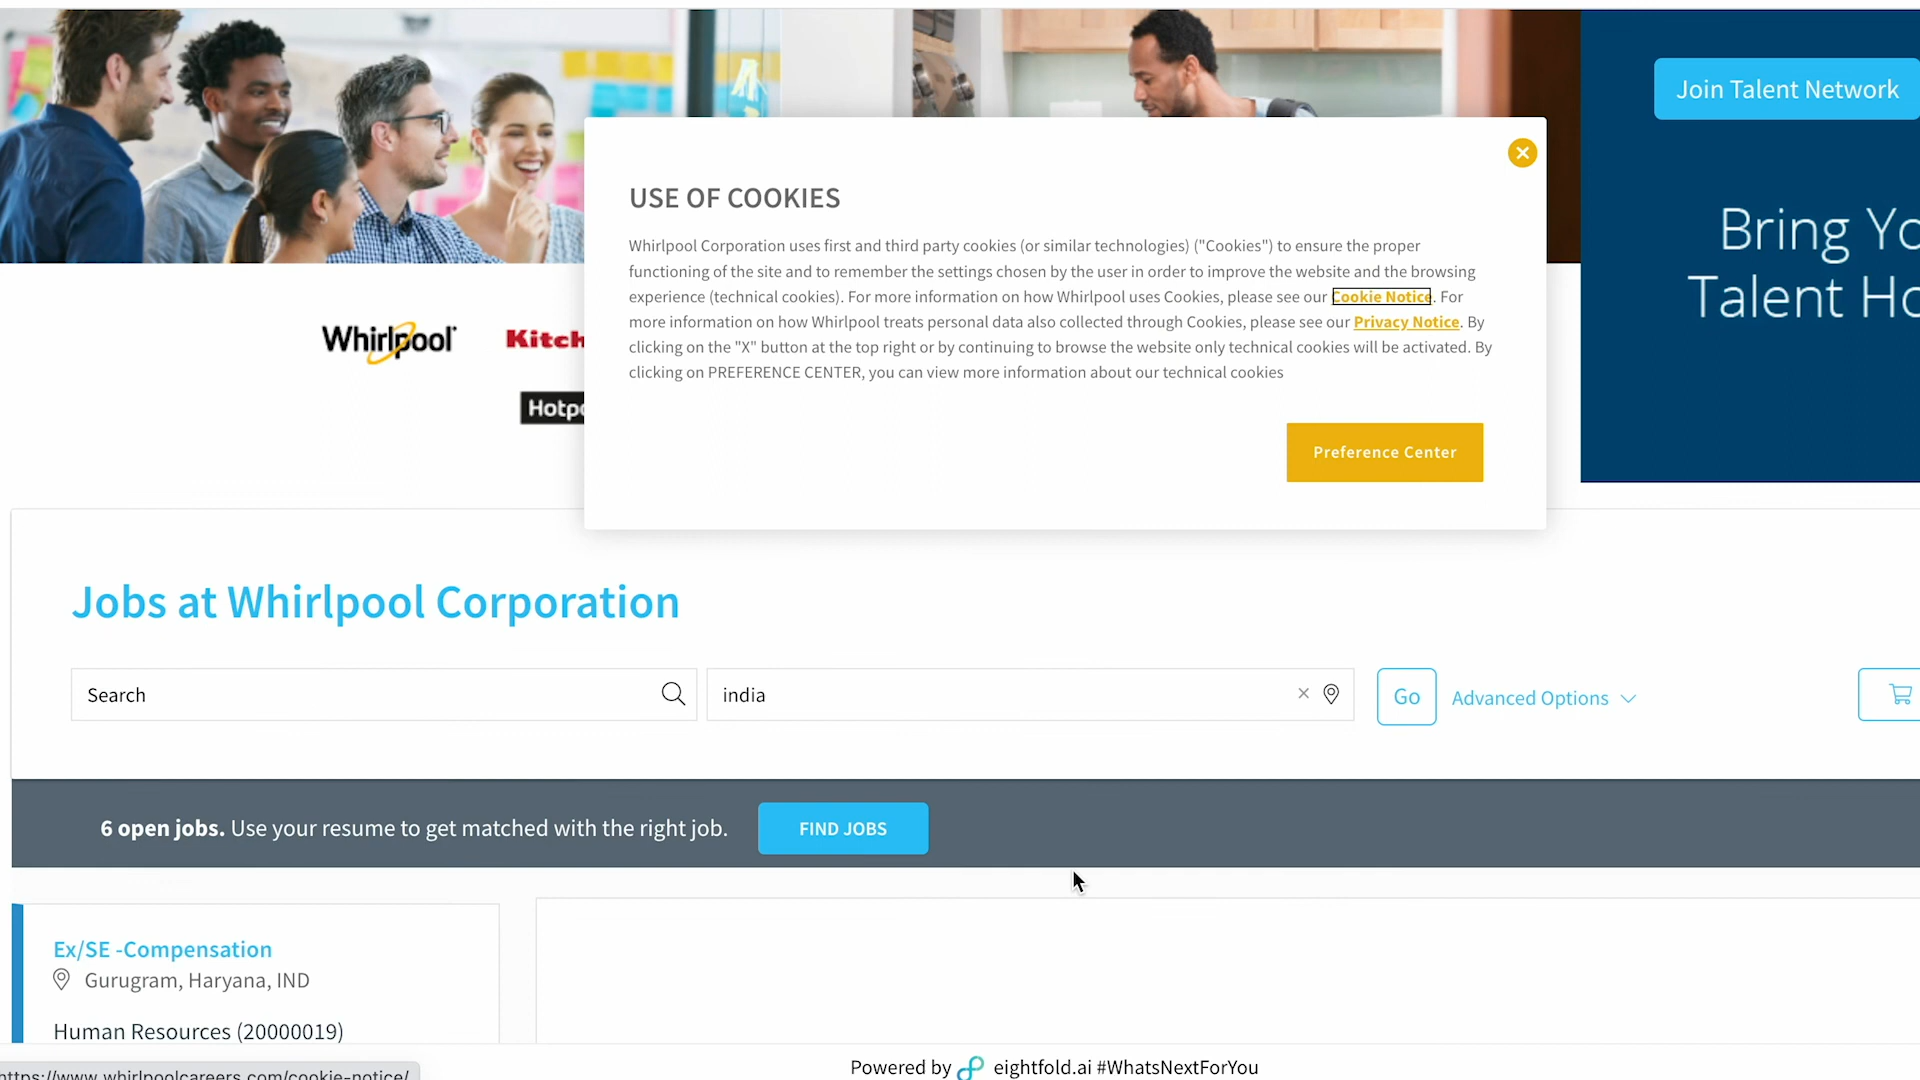 Join Talent Network
USE OF COOKIES
Whirlpool Corporation uses first and third party cookies (or similar technologies) ("Cookies") to ensure the proper
functioning of the site and to remember the settings chosen by the user in order to improve the website and the browsing
experience (technical cookies). For more information on how Whirlpool uses Cookies, please see our Cookie Notice. For
more information on how Whirlpool treats personal data also collected through Cookies, please see our Privacy Notice. By
clicking on the "X" button at the top right or by continuing to browse the website only technical cookies will be activated. By
clicking on PREFERENCE CENTER, you can view more information about our technical cookies
Preference Center
Bring Yo
Talent Ho
Whirlpool
Kitch
Hotpo
Jobs at Whirlpool Corporation
Search
india
Go
Advanced Options
6 open jobs. Use your resume to get matched with the right job.
FIND JOBS
Ex/SE -Compensation
Gurugram, Haryana, IND
Human Resources (20000019)
https://www.whirlpoolcareers.com/cookie-notice/
Powered by eightfold.ai #WhatsNextForYou